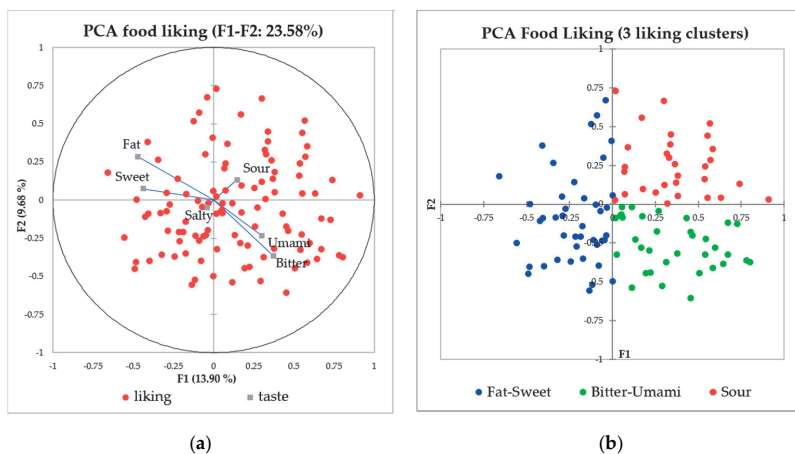 PCA food liking (F1-F2: 23.58%)
1
0.75
0.5
0.25
0
-0.25
-0.5
-0.75
-1
F2 (9.68 %)
Fat
Sweet
Sour
Salty
Umami
Bitter
-1 -0.75 -0.5 -0.25 0 0.25 0.5 0.75 1
F1 (13.90 %)
liking taste
(a)
PCA Food Liking (3 liking clusters)
1
0.75
0.5
0.25
0
-1 -0.75 -0.5 -0.25 0 0.25 0.5 0.75 1
-0.25
-0.5
-0.75
-1
F2
F1
Fat-Sweet Bitter-Umami Sour
(b)